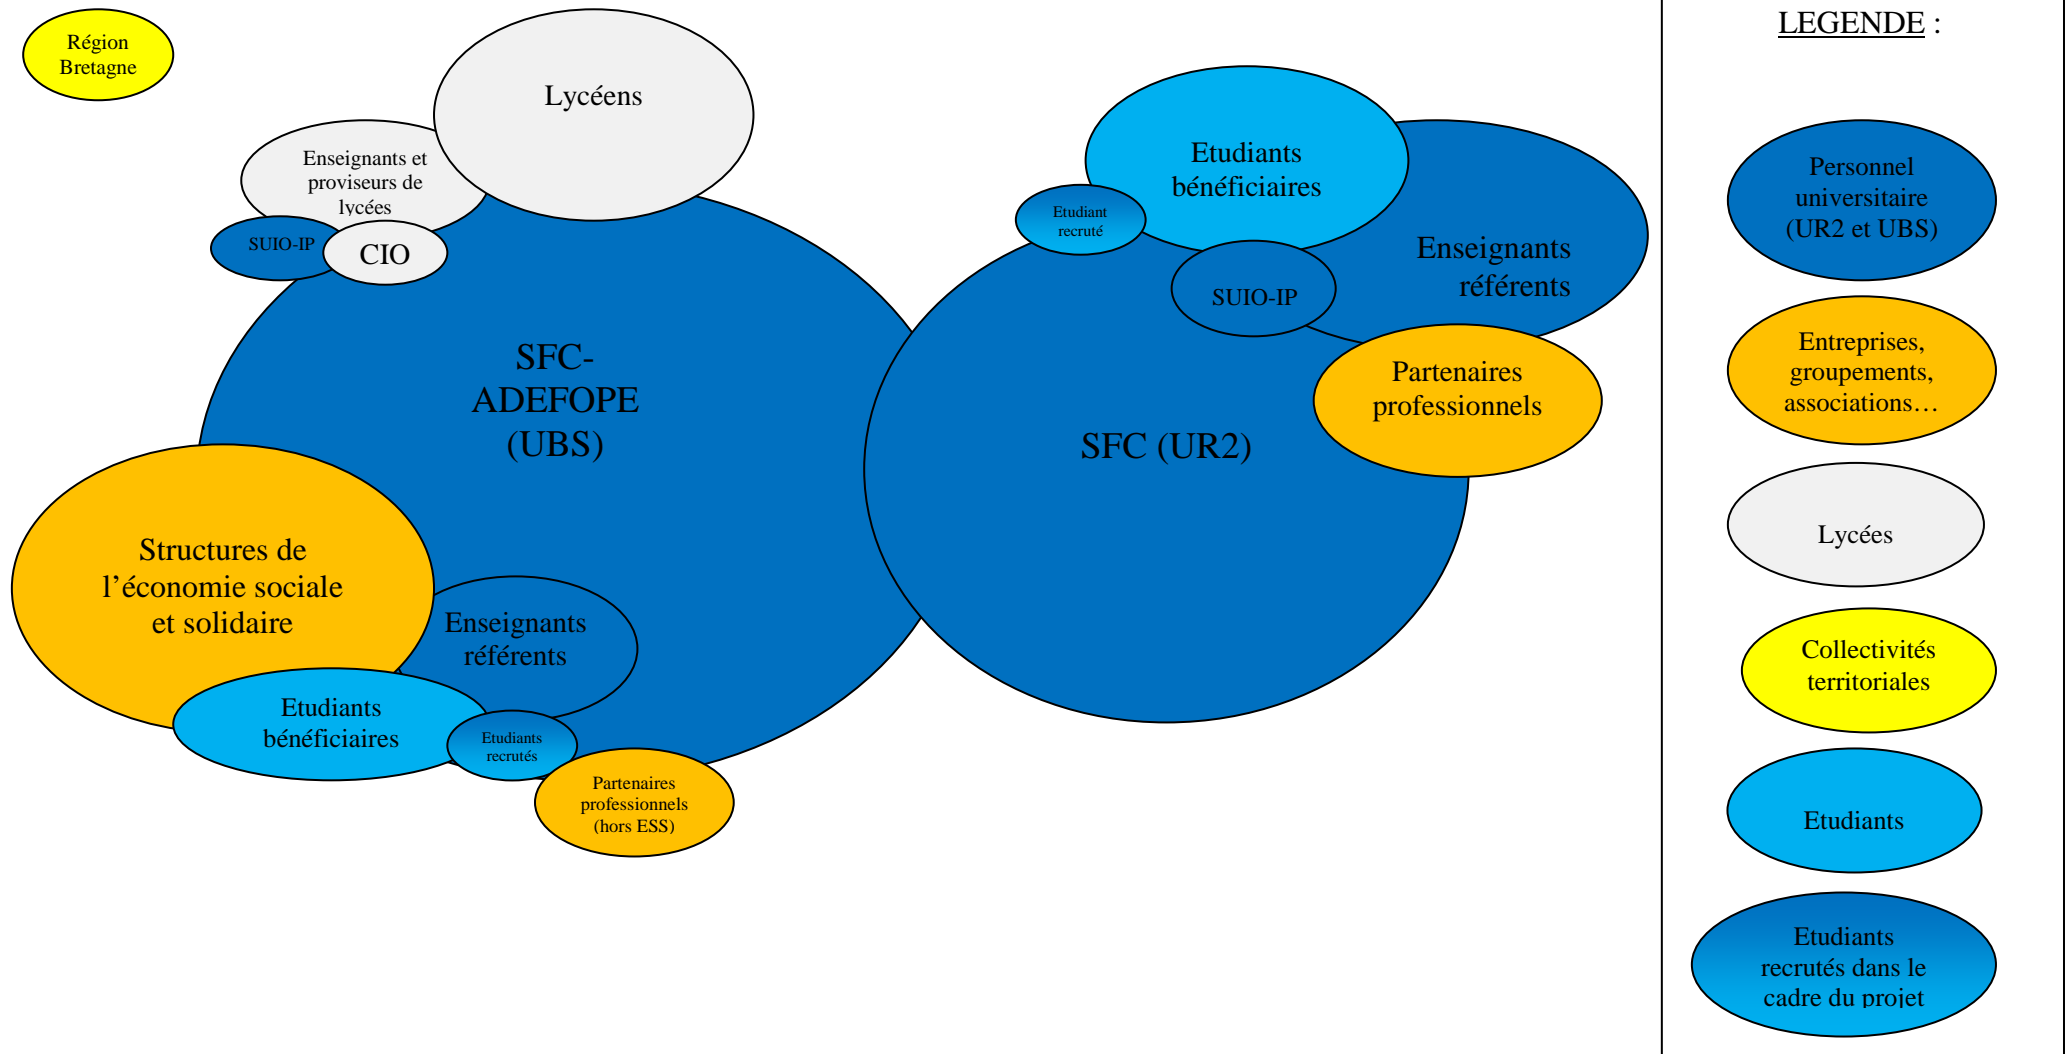 Région
Bretagne
Lycéens
Enseignants et
proviseurs de
lycées
SUIO-IP
CIO
SFC-
ADEFOPE
(UBS)
Structures de
l’économie sociale
et solidaire
Enseignants
référents
Etudiants
bénéficiaires
Etudiants
recrutés
Partenaires
professionnels
(hors ESS)
Etudiants
bénéficiaires
Etudiant
recruté
Enseignants
référents
SUIO-IP
Partenaires
professionnels
SFC (UR2)
LEGENDE :
Personnel
universitaire
(UR2 et UBS)
Entreprises,
groupements,
associations…
Lycées
Collectivités
territoriales
Etudiants
Etudiants
recrutés dans le
cadre du projet